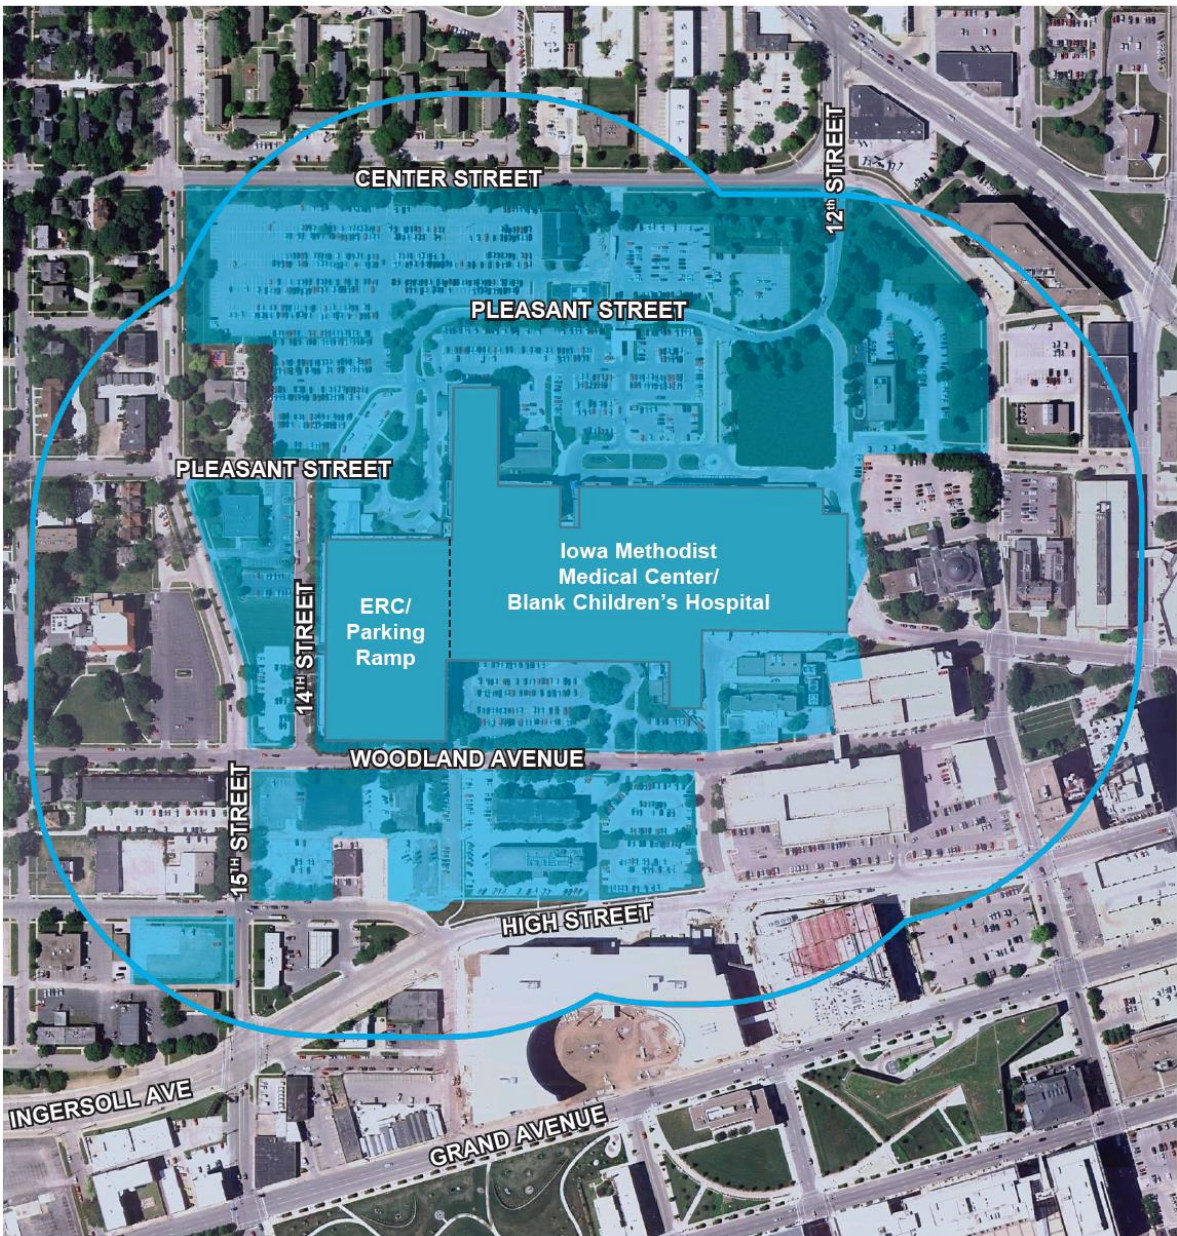 CENTER STREET
12th STREET
PLEASANT STREET
PLEASANT STREET
Iowa Methodist
Medical Center/
Blank Children's Hospital
ERC/
Parking
Ramp
14TH STREET
WOODLAND AVENUE
15TH STREET
HIGH STREET
INGERSOLL AVE
GRAND AVENUE